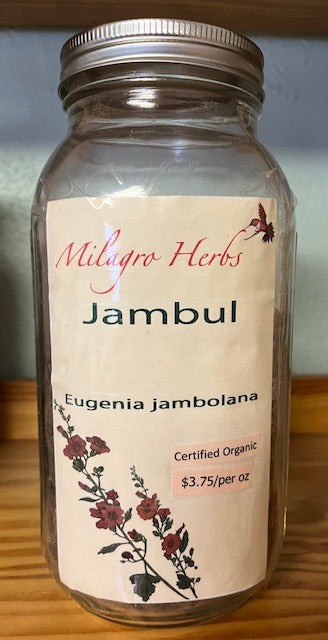 Milagro Herbs
Jambul
Eugenia jambolana
Certified Organic
$3.75/per oz